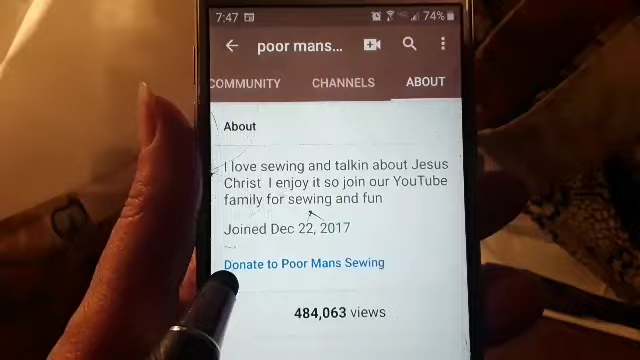 7:47 74%
poor mans...
COMMUNITY CHANNELS ABOUT
About
I love sewing and talkin about Jesus
Christ I enjoy it so join our YouTube
family for sewing and fun
Joined Dec 22, 2017
Donate to Poor Mans Sewing
484,063 views